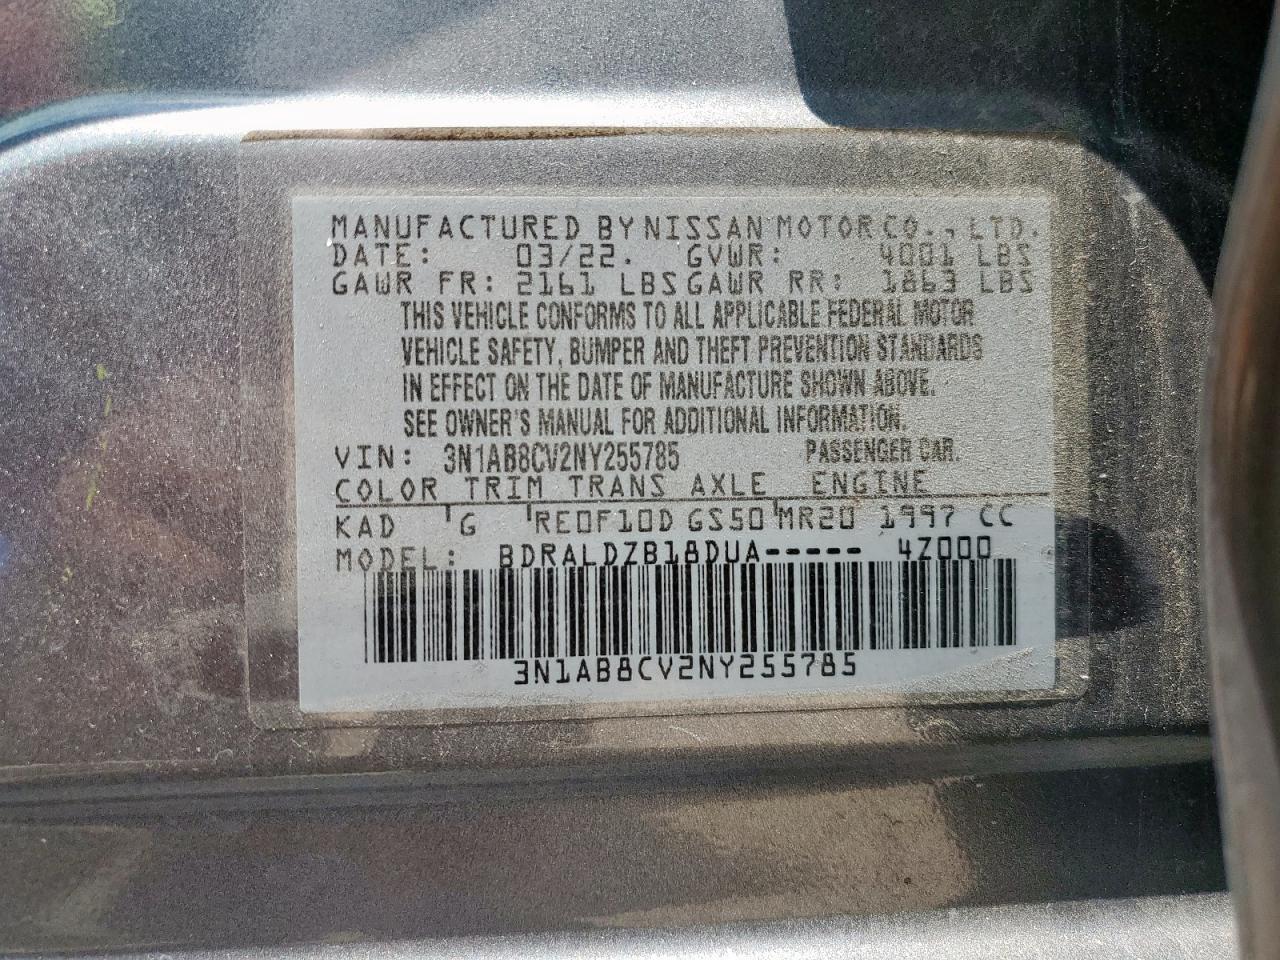 MANUFACTURED BY NISSAN MOTOR CO., LTD.
DATE: 03/22. GVWR: 4001 LBS
GAWR FR: 2161 LBS GAWR RR: 1863 LBS
THIS VEHICLE CONFORMS TO ALL APPLICABLE FEDERAL MOTOR
VEHICLE SAFETY, BUMPER AND THEFT PREVENTION STANDARDS
IN EFFECT ON THE DATE OF MANUFACTURE SHOWN ABOVE.
SEE OWNER'S MANUAL FOR ADDITIONAL INFORMATION.
VIN: 3N1AB8CV2NY255785 PASSENGER CAR.
COLOR TRIM TRANS AXLE ENGINE
KAD G RE0F10D GS50 MR20 1997 CC
MODEL: BDRALDZB18DUA----- 4Z000
3N1AB8CV2NY255785